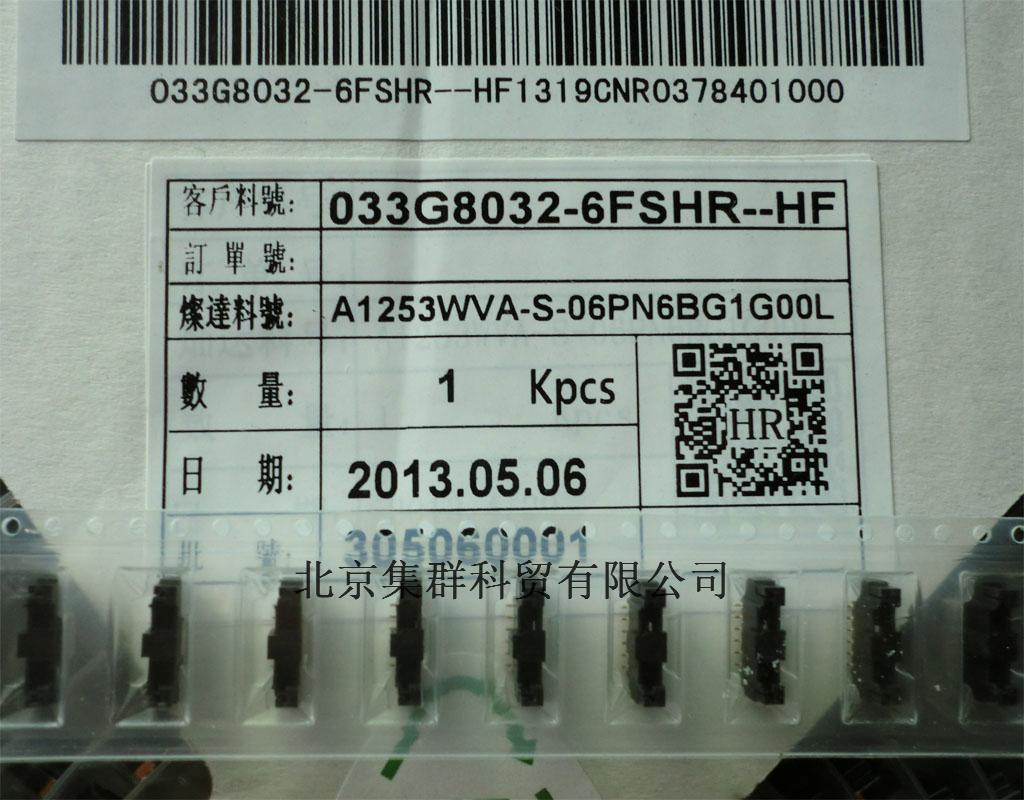 033G8032-6FSHR--HF1319CNR0378401000
客戶料號: 033G8032-6FSHR--HF
訂單號:
燦達料號: A1253WVA-S-06PN6BG1G00L
數量: 1 Kpcs
HR
日期: 2013.05.06
批號: 305060001
北京集群科贸有限公司